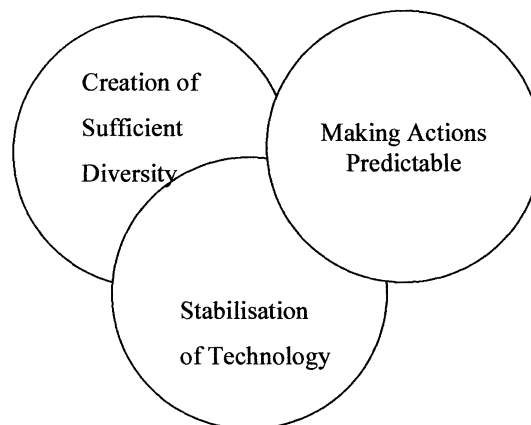 Creation of
Sufficient
Diversity
Making Actions
Predictable
Stabilisation
of Technology